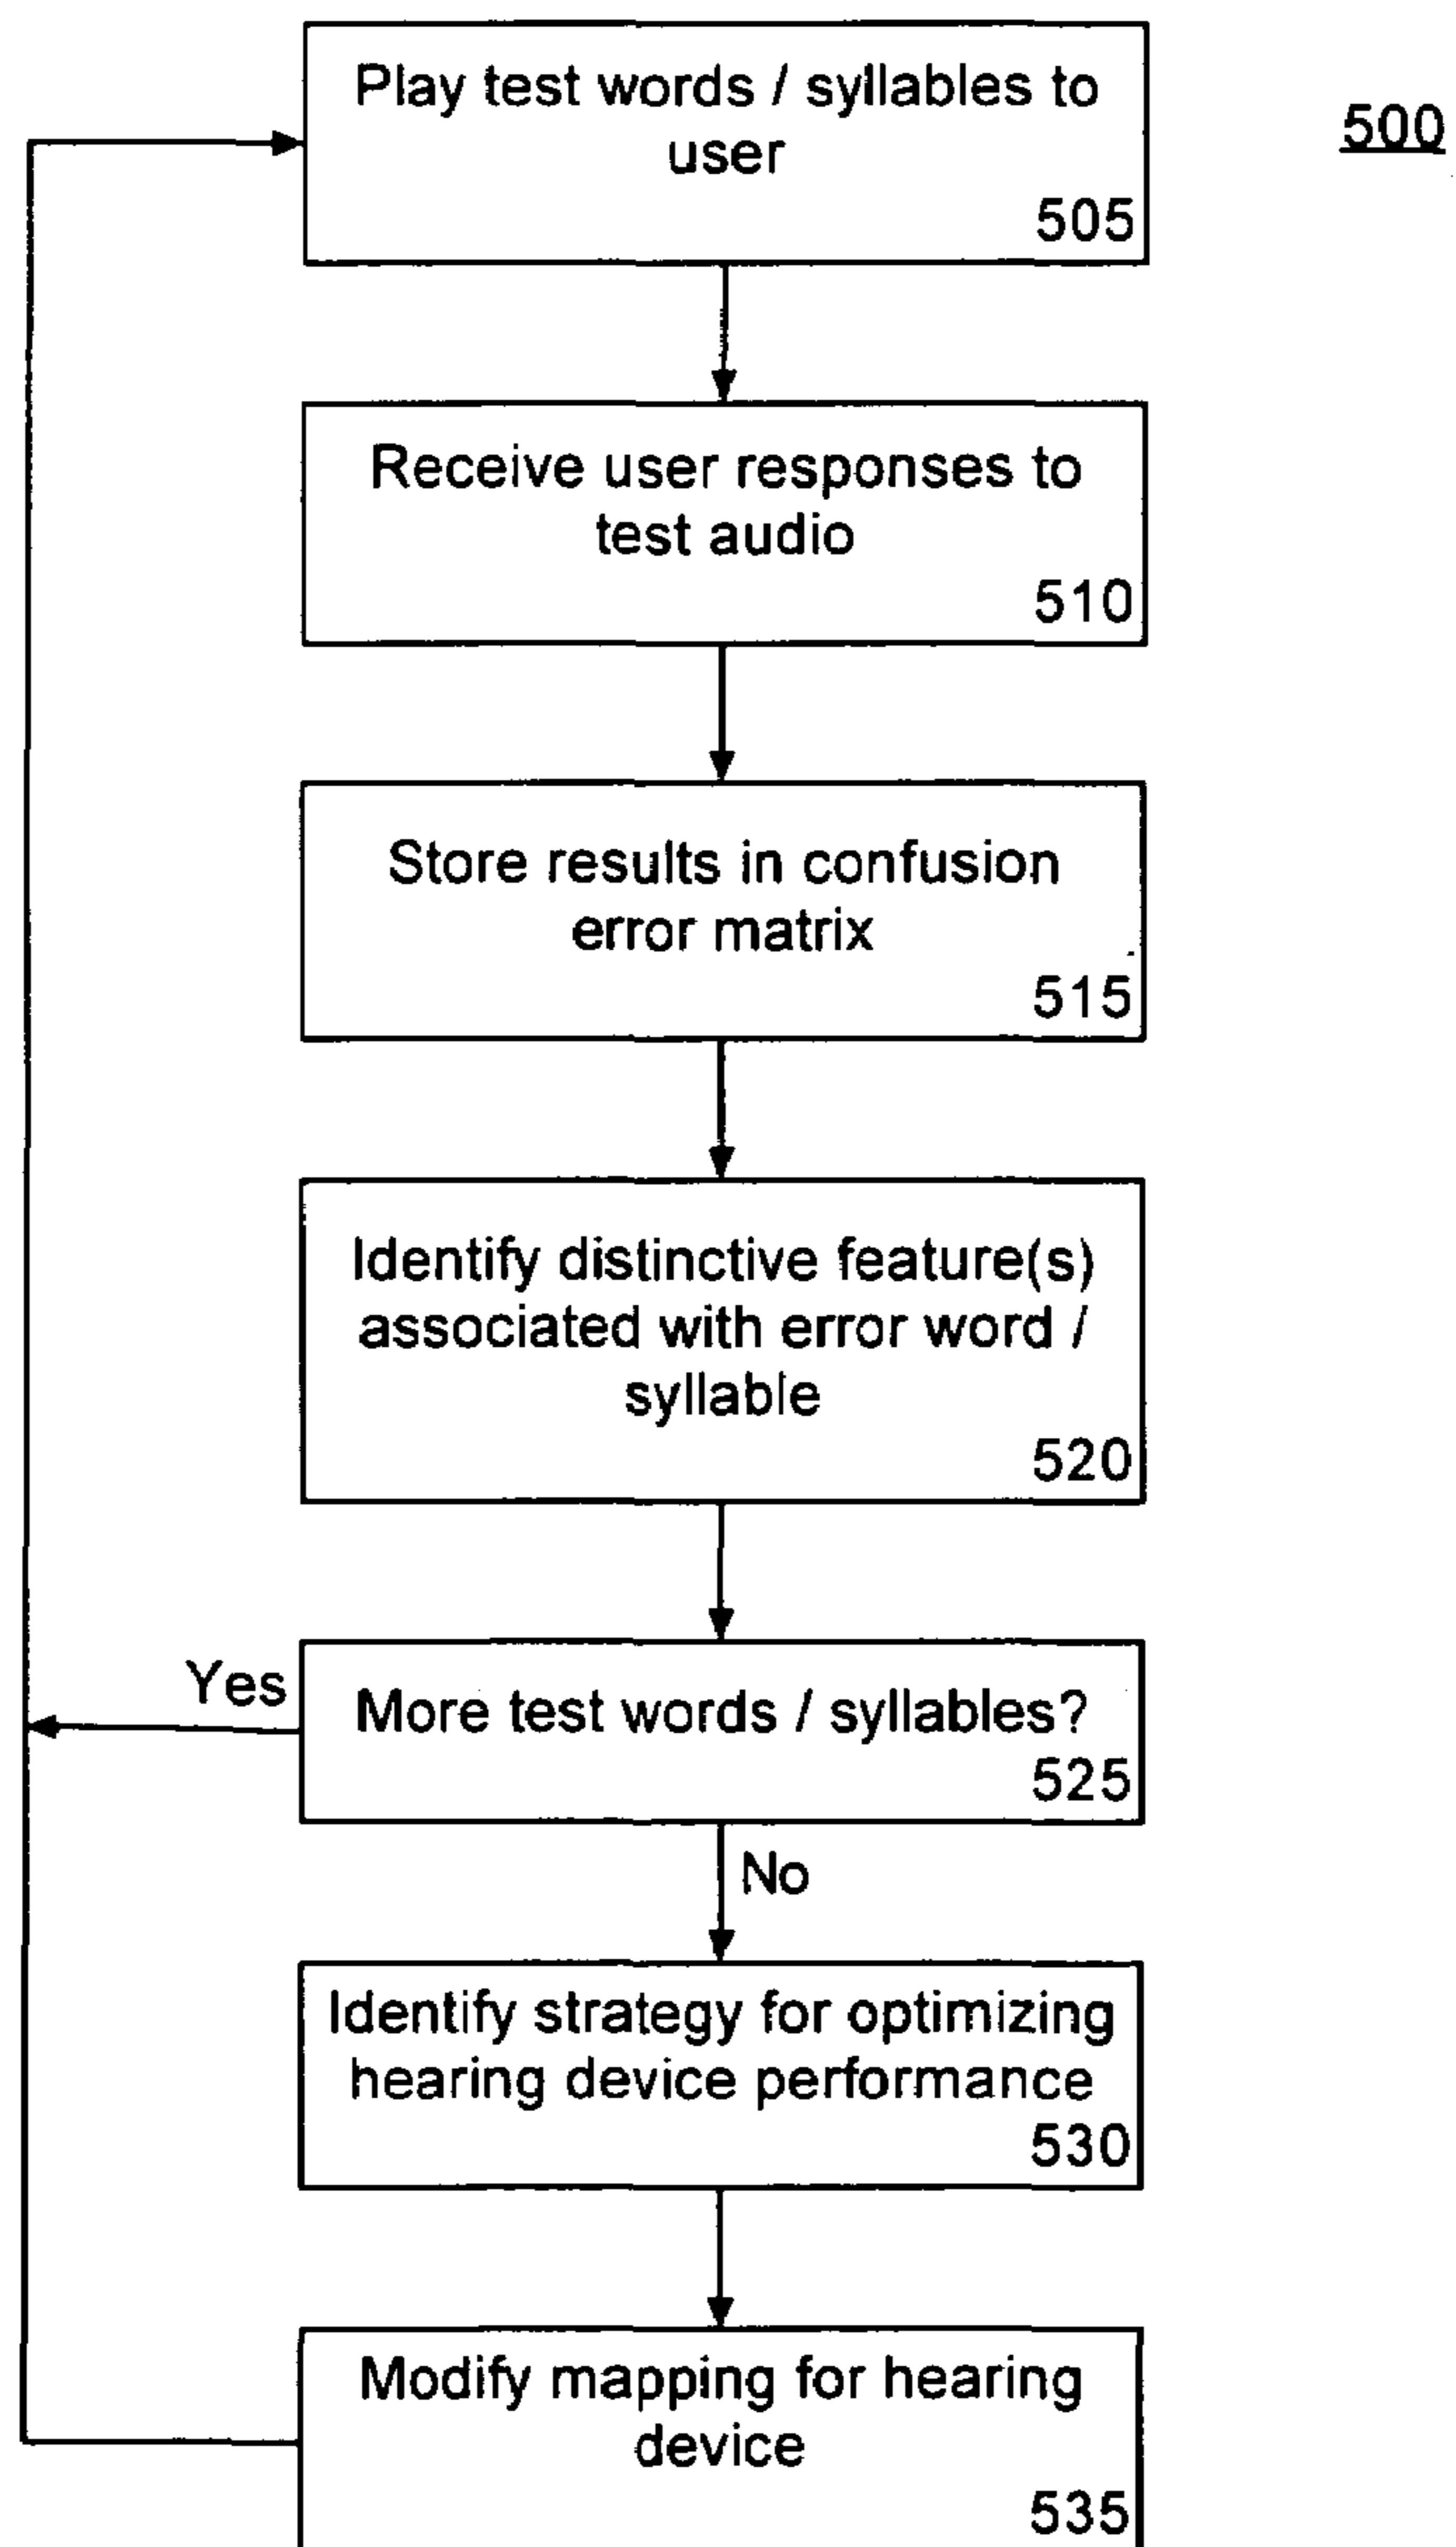 Play test words / syllables to
user
505
500
Receive user responses to
test audio
510
Store results in confusion
error matrix
515
Identify distinctive feature(s)
associated with error word /
syllable
520
Yes
More test words / syllables?
525
No
Identify strategy for optimizing
hearing device performance
530
Modify mapping for hearing
device
535